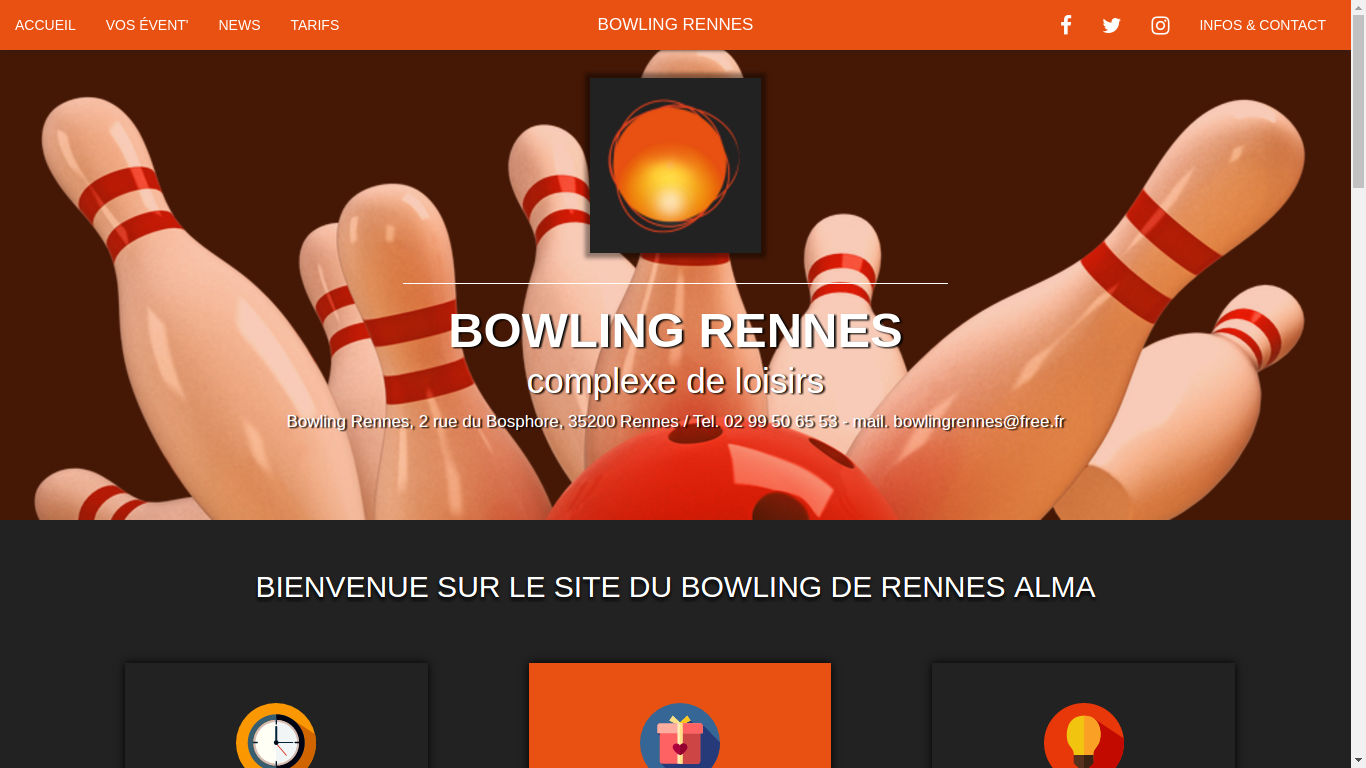 ACCUEIL
VOS ÉVENT'
NEWS
TARIFS
BOWLING RENNES
INFOS & CONTACT
BOWLING RENNES
complexe de loisirs
Bowling Rennes, 2 rue du Bosphore, 35200 Rennes / Tel. 02 99 50 65 53 - mail. bowlingrennes@free.fr
BIENVENUE SUR LE SITE DU BOWLING DE RENNES ALMA